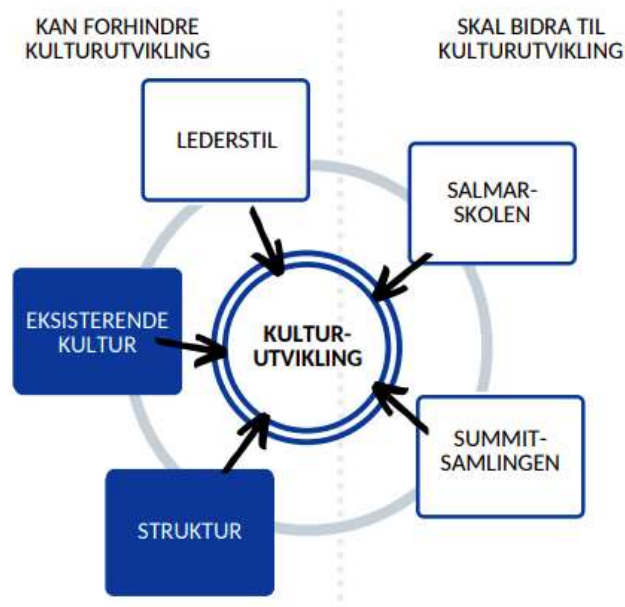 KAN FORHINDRE
KULTURUTVIKLING
SKAL BIDRA TIL
KULTURUTVIKLING
LEDERSTIL
SALMAR-
SKOLEN
EKSISTERENDE
KULTUR
KULTUR-
UTVIKLING
SUMMIT-
SAMLINGEN
STRUKTUR